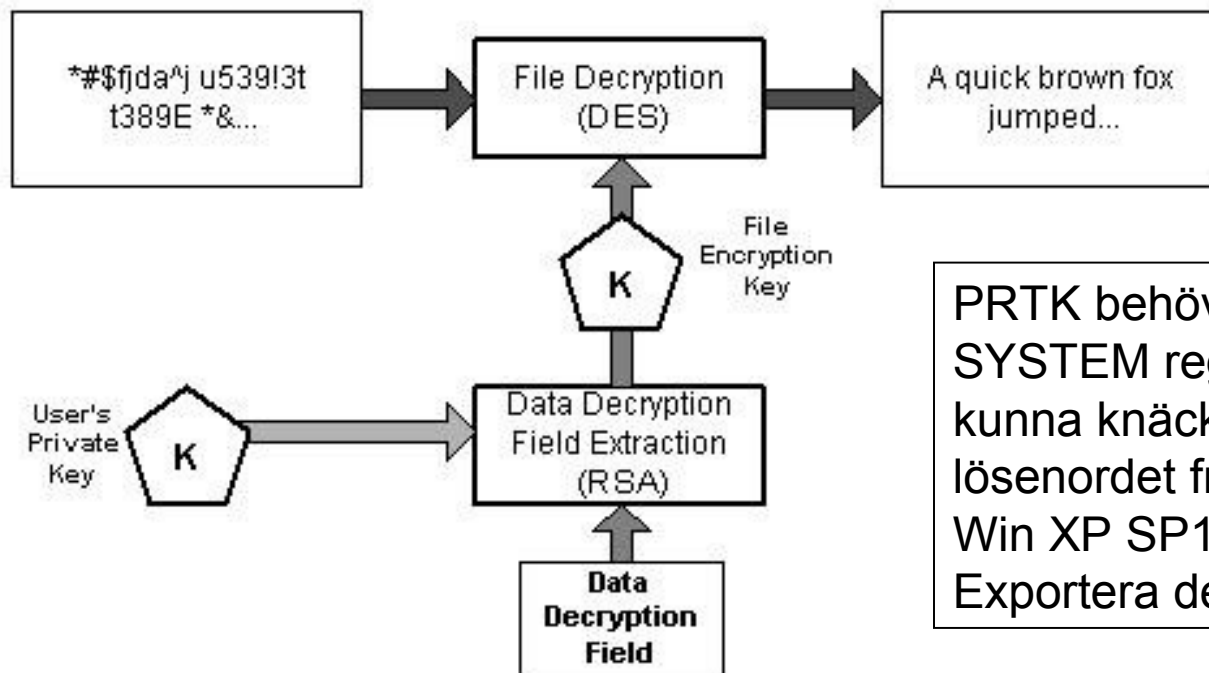 *#$fjda^j u539!3t
t389E *&...
File Decryption
(DES)
A quick brown fox
jumped...
File
Encryption
Key
K
User's
Private
Key
K
Data Decryption
Field Extraction
(RSA)
Data
Decryption
Field
PRTK behöv
SYSTEM reg
kunna knäck
lösenordet fr
Win XP SP1
Exportera de